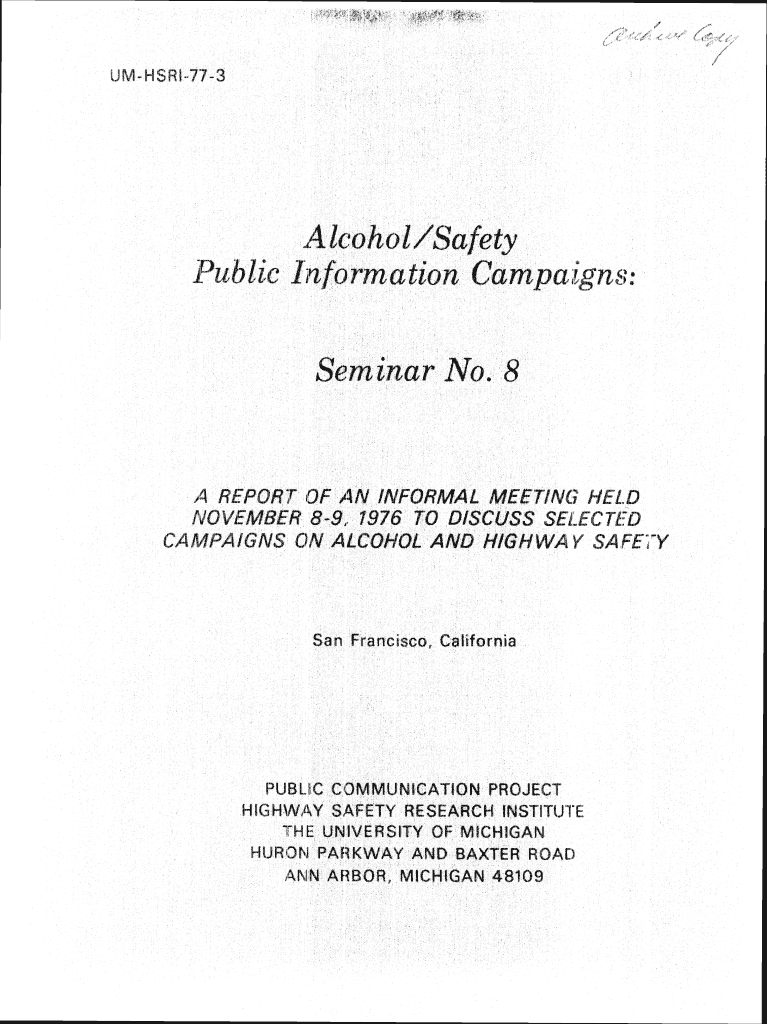 Archive Copy
UM-HSRI-77-3
Alcohol/Safety
Public Information Campaigns:
Seminar No. 8
A REPORT OF AN INFORMAL MEETING HELD
NOVEMBER 8-9, 1976 TO DISCUSS SELECTED
CAMPAIGNS ON ALCOHOL AND HIGHWAY SAFETY
San Francisco, California
PUBLIC COMMUNICATION PROJECT
HIGHWAY SAFETY RESEARCH INSTITUTE
THE UNIVERSITY OF MICHIGAN
HURON PARKWAY AND BAXTER ROAD
ANN ARBOR, MICHIGAN 48109